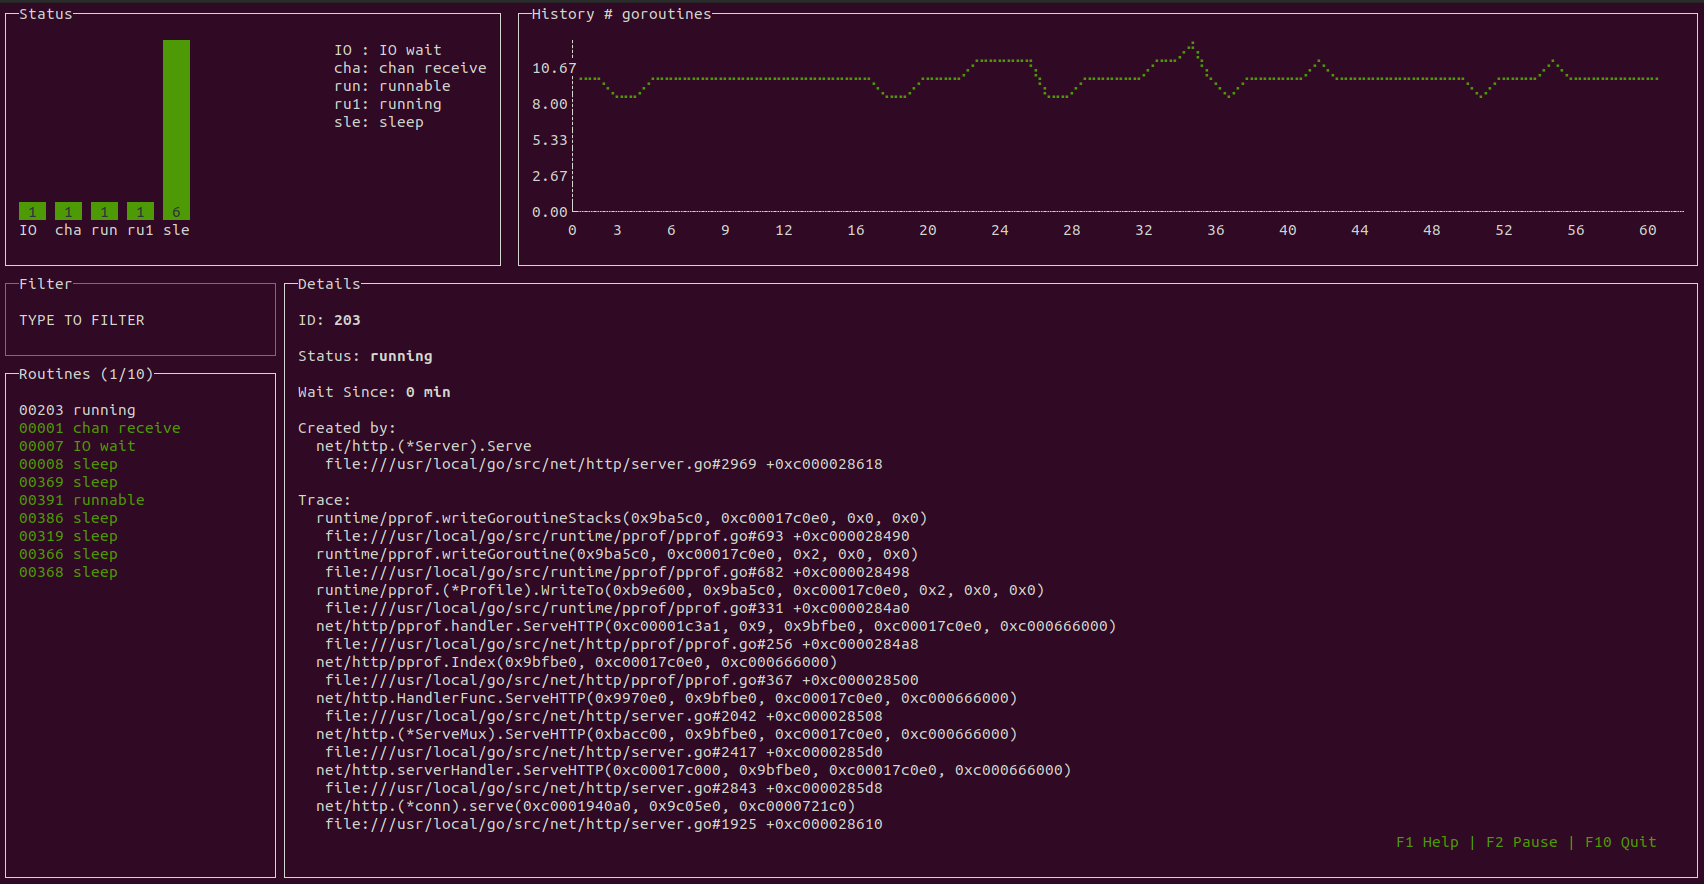 Status
IO : IO wait
cha: chan receive
run: runnable
ru1: running
sle: sleep
1 1 1 1 6
IO cha run ru1 sle
History # goroutines
10.67
8.00
5.33
2.67
0.00
0 3 6 9 12 16 20 24 28 32 36 40 44 48 52 56 60
Filter
TYPE TO FILTER
Routines (1/10)
00203 running
00001 chan receive
00007 IO wait
00008 sleep
00369 sleep
00391 runnable
00386 sleep
00319 sleep
00366 sleep
00368 sleep
Details
ID: 203
Status: running
Wait Since: 0 min
Created by:
net/http.(*Server).Serve
file:///usr/local/go/src/net/http/server.go#2969 +0xc000028618
Trace:
runtime/pprof.writeGoroutineStacks(0x9ba5c0, 0xc00017c0e0, 0x0, 0x0)
file:///usr/local/go/src/runtime/pprof/pprof.go#693 +0xc000028490
runtime/pprof.writeGoroutine(0x9ba5c0, 0xc00017c0e0, 0x2, 0x0, 0x0)
file:///usr/local/go/src/runtime/pprof/pprof.go#682 +0xc000028498
runtime/pprof.(*Profile).WriteTo(0xb9e600, 0x9ba5c0, 0xc00017c0e0, 0x2, 0x0, 0x0)
file:///usr/local/go/src/runtime/pprof/pprof.go#331 +0xc0000284a0
net/http/pprof.handler.ServeHTTP(0xc00001c3a1, 0x9, 0x9bfbe0, 0xc00017c0e0, 0xc000666000)
file:///usr/local/go/src/net/http/pprof/pprof.go#256 +0xc0000284a8
net/http/pprof.Index(0x9bfbe0, 0xc00017c0e0, 0xc000666000)
file:///usr/local/go/src/net/http/pprof/pprof.go#367 +0xc000028500
net/http.HandlerFunc.ServeHTTP(0x9970e0, 0x9bfbe0, 0xc00017c0e0, 0xc000666000)
file:///usr/local/go/src/net/http/server.go#2042 +0xc000028508
net/http.(*ServeMux).ServeHTTP(0xbacc00, 0x9bfbe0, 0xc00017c0e0, 0xc000666000)
file:///usr/local/go/src/net/http/server.go#2417 +0xc0000285d0
net/http.serverHandler.ServeHTTP(0xc00017c000, 0x9bfbe0, 0xc00017c0e0, 0xc000666000)
file:///usr/local/go/src/net/http/server.go#2843 +0xc0000285d8
net/http.(*conn).serve(0xc0001940a0, 0x9c05e0, 0xc0000721c0)
file:///usr/local/go/src/net/http/server.go#1925 +0xc000028610
F1 Help | F2 Pause | F10 Quit